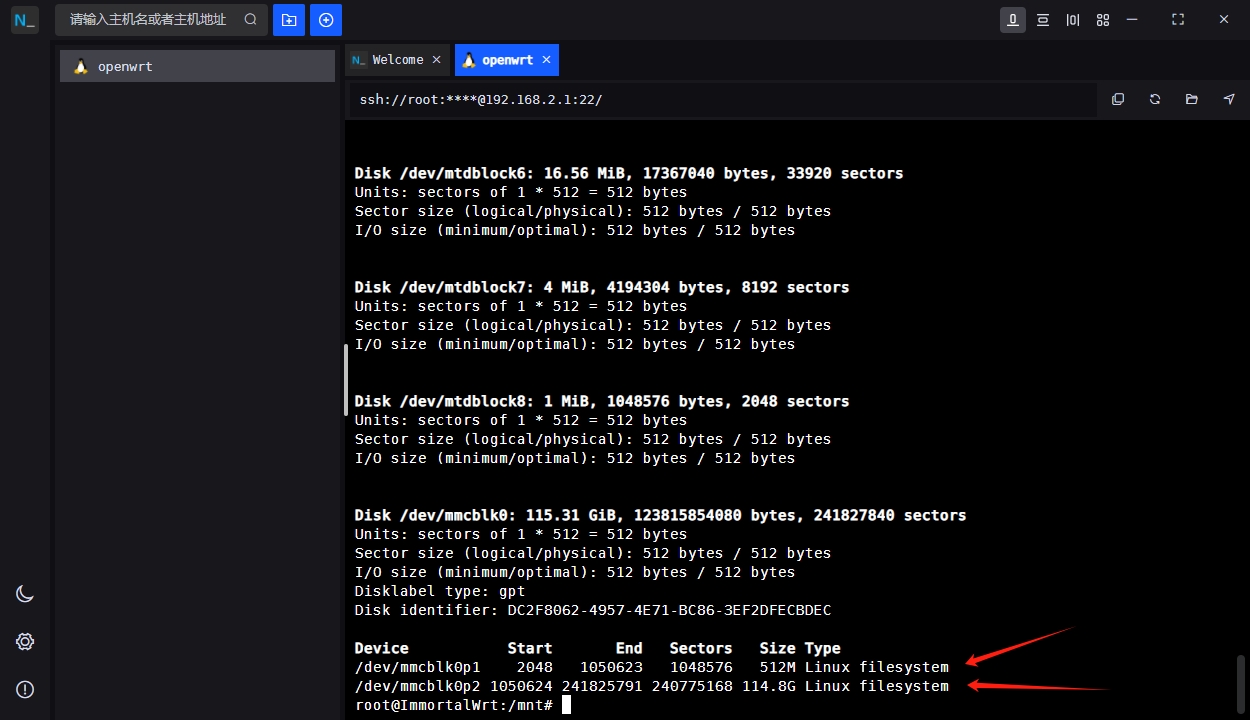 N_ 请输入主机名或者主机地址
openwrt
N_ Welcome openwrt
ssh://root:****@192.168.2.1:22/
Disk /dev/mtdblock6: 16.56 MiB, 17367040 bytes, 33920 sectors
Units: sectors of 1 * 512 = 512 bytes
Sector size (logical/physical): 512 bytes / 512 bytes
I/O size (minimum/optimal): 512 bytes / 512 bytes
Disk /dev/mtdblock7: 4 MiB, 4194304 bytes, 8192 sectors
Units: sectors of 1 * 512 = 512 bytes
Sector size (logical/physical): 512 bytes / 512 bytes
I/O size (minimum/optimal): 512 bytes / 512 bytes
Disk /dev/mtdblock8: 1 MiB, 1048576 bytes, 2048 sectors
Units: sectors of 1 * 512 = 512 bytes
Sector size (logical/physical): 512 bytes / 512 bytes
I/O size (minimum/optimal): 512 bytes / 512 bytes
Disk /dev/mmcblk0: 115.31 GiB, 123815854080 bytes, 241827840 sectors
Units: sectors of 1 * 512 = 512 bytes
Sector size (logical/physical): 512 bytes / 512 bytes
I/O size (minimum/optimal): 512 bytes / 512 bytes
Disklabel type: gpt
Disk identifier: DC2F8062-4957-4E71-BC86-3EF2DFECBDEC
Device Start End Sectors Size Type
/dev/mmcblk0p1 2048 1050623 1048576 512M Linux filesystem
/dev/mmcblk0p2 1050624 241825791 240775168 114.8G Linux filesystem
root@ImmortalWrt:/mnt#